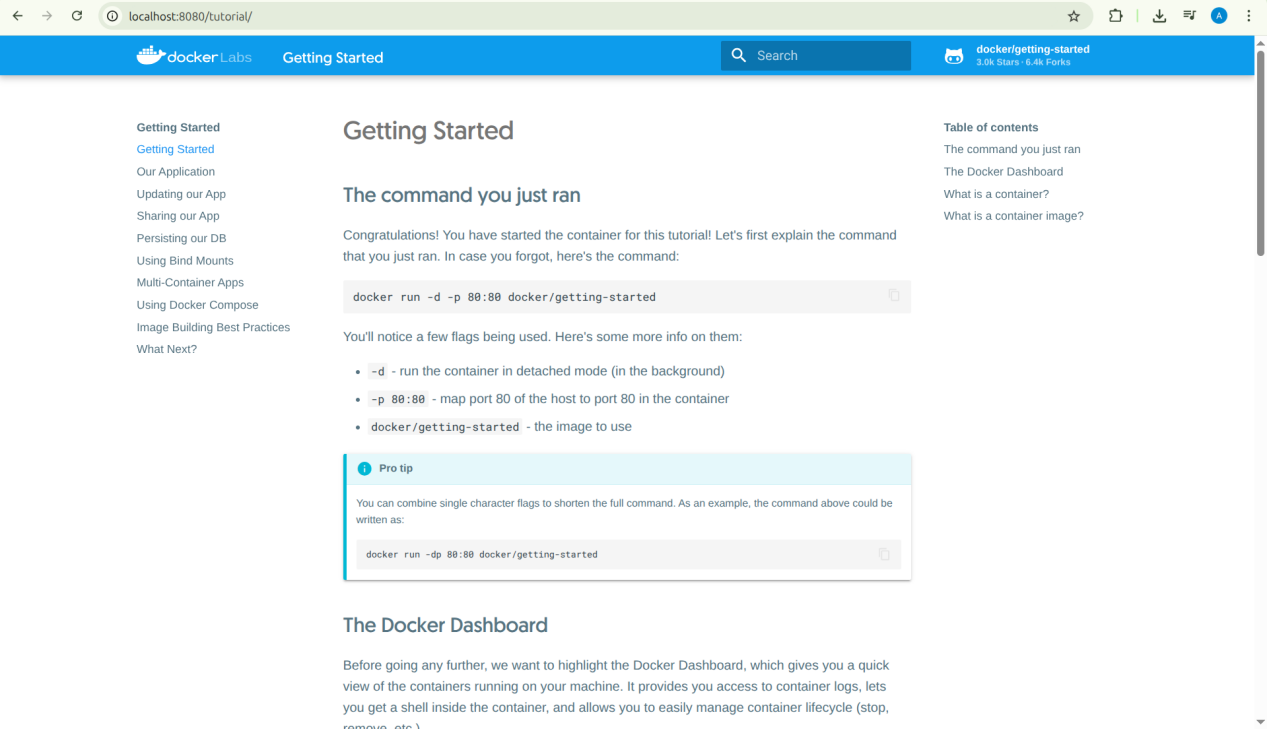 localhost:8080/tutorial/
A
docker Labs
Getting Started
Search
docker/getting-started
3.0k Stars · 6.4k Forks
Getting Started
Getting Started
Our Application
Updating our App
Sharing our App
Persisting our DB
Using Bind Mounts
Multi-Container Apps
Using Docker Compose
Image Building Best Practices
What Next?
Getting Started
The command you just ran
Congratulations! You have started the container for this tutorial! Let's first explain the command
that you just ran. In case you forgot, here's the command:
docker run -d -p 80:80 docker/getting-started
You'll notice a few flags being used. Here's some more info on them:
• -d - run the container in detached mode (in the background)
• -p 80:80 - map port 80 of the host to port 80 in the container
• docker/getting-started - the image to use
Pro tip
You can combine single character flags to shorten the full command. As an example, the command above could be
written as:
docker run -dp 80:80 docker/getting-started
The Docker Dashboard
Before going any further, we want to highlight the Docker Dashboard, which gives you a quick
view of the containers running on your machine. It provides you access to container logs, lets
you get a shell inside the container, and allows you to easily manage container lifecycle (stop,
remove, etc.).
Table of contents
The command you just ran
The Docker Dashboard
What is a container?
What is a container image?